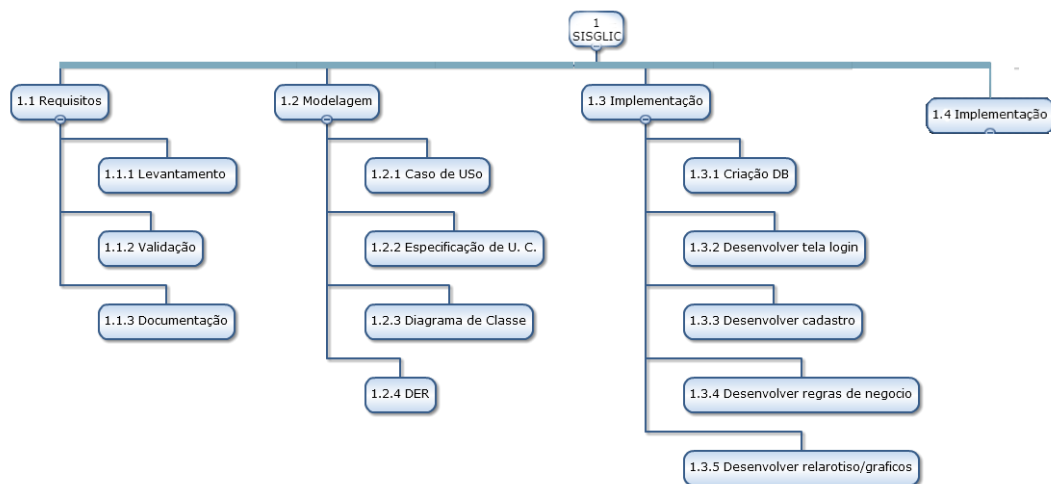 1
SISGLIC
1.1 Requisitos
1.1.1 Levantamento
1.1.2 Validação
1.1.3 Documentação
1.2 Modelagem
1.2.1 Caso de USo
1.2.2 Especificação de U. C.
1.2.3 Diagrama de Classe
1.2.4 DER
1.3 Implementação
1.3.1 Criação DB
1.3.2 Desenvolver tela login
1.3.3 Desenvolver cadastro
1.3.4 Desenvolver regras de negocio
1.3.5 Desenvolver relarotiso/graficos
1.4 Implementação